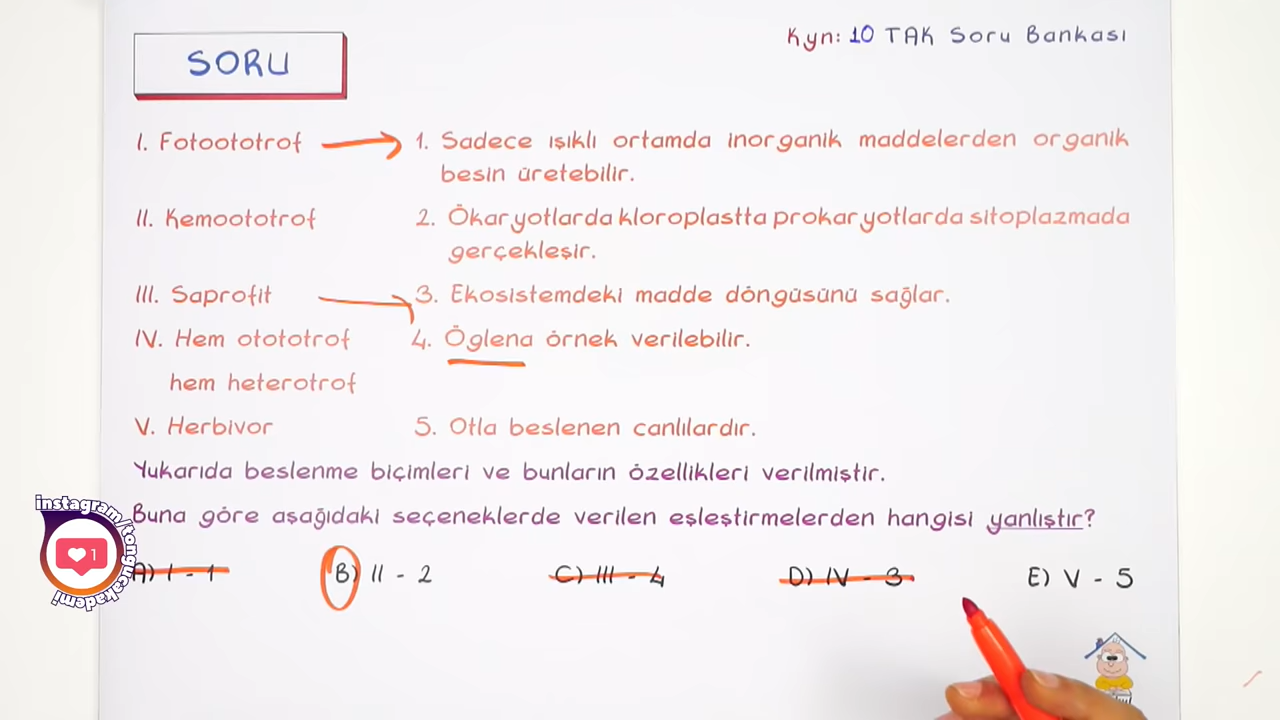 Kyn: 10 TAK Soru Bankası
SORU
I. Fotoototrof
1. Sadece ışıklı ortamda inorganik maddelerden organik
besin üretebilir.
II. Kemoototrof
2. Ökaryotlarda kloroplastta prokaryotlarda sitoplazmada
gerçekleşir.
III. Saprofit
3. Ekosistemdeki madde döngüsünü sağlar.
IV. Hem otototrof
hem heterotrof
4. Öglena örnek verilebilir.
V. Herbivor
5. Otla beslenen canlılardır.
Yukarıda beslenme biçimleri ve bunların özellikleri verilmiştir.
Buna göre aşağıdaki seçeneklerde verilen eşleştirmelerden hangisi yanlıştır?
A) I - 1 B) II - 2 C) III - 4 D) IV - 3 E) V - 5
instagram/tonguçakademi
1